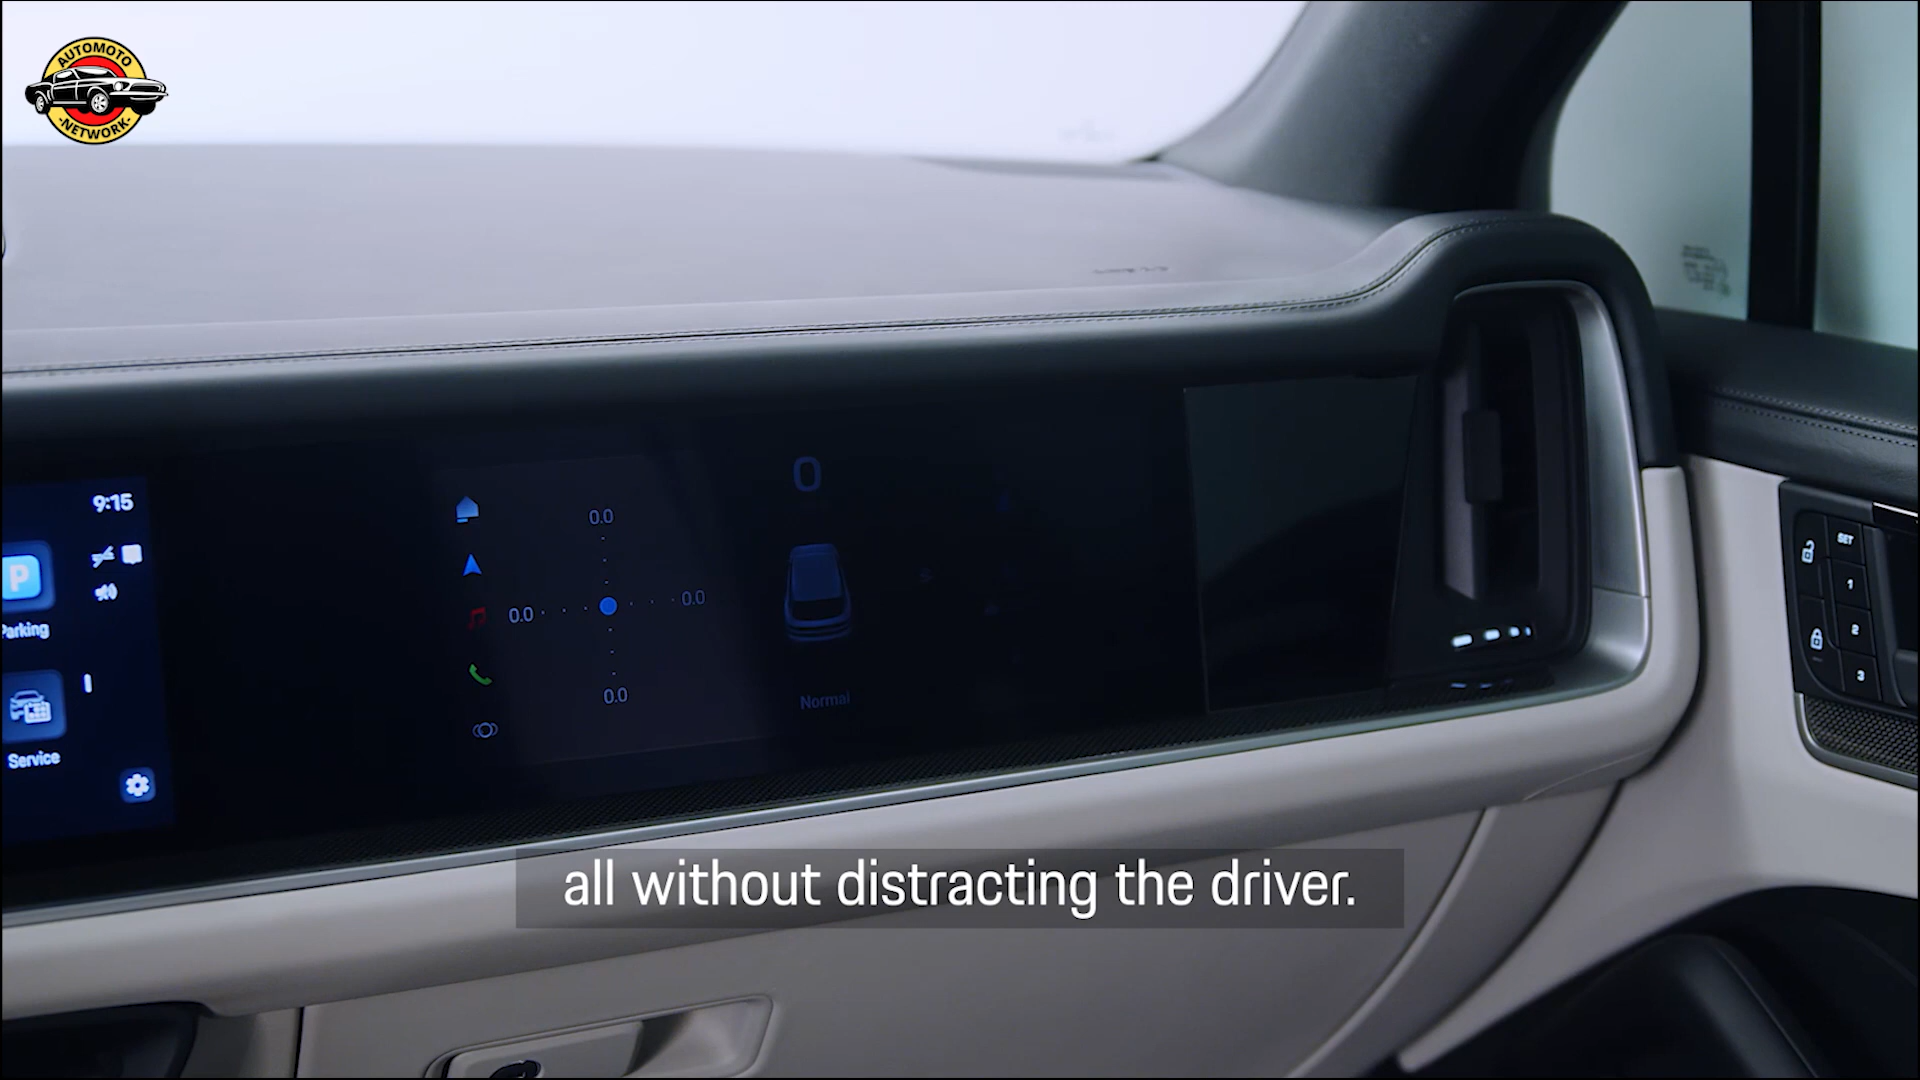 AUTOMOTO
-NETWORK-
9:15
P
Parking
Service
0.0
0.0
0.0
0.0
0
Normal
SET
1
2
3
all without distracting the driver.